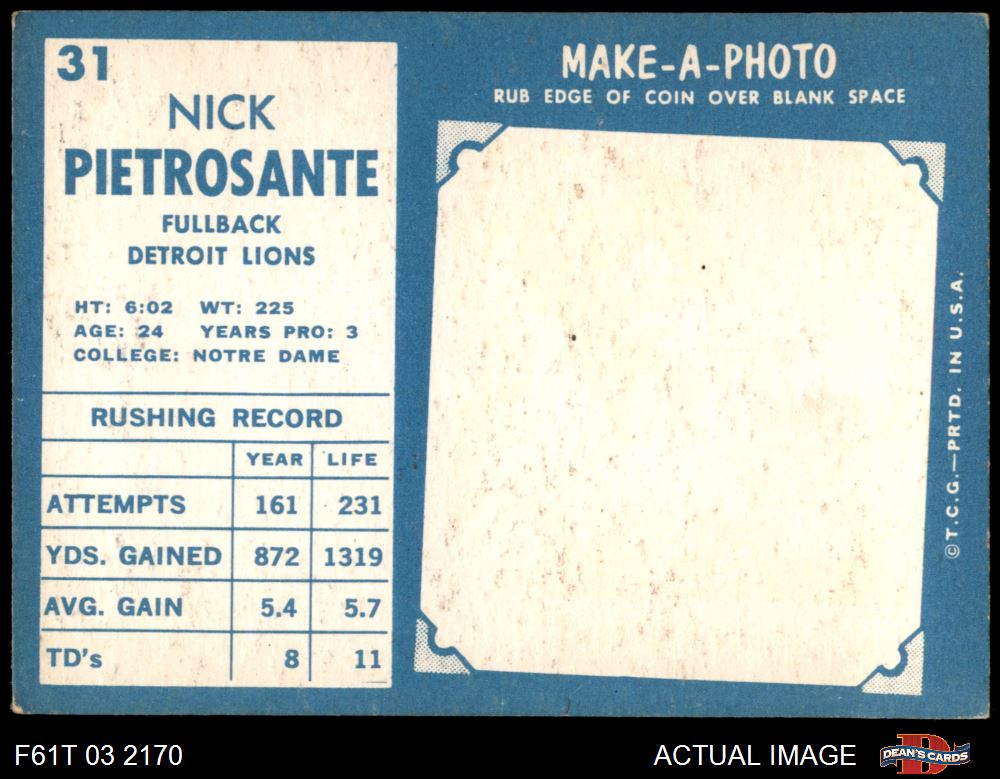 31
NICK
PIETROSANTE
FULLBACK
DETROIT LIONS
HT: 6:02 WT: 225
AGE: 24 YEARS PRO: 3
COLLEGE: NOTRE DAME
RUSHING RECORD
YEAR LIFE
ATTEMPTS 161 231
YDS. GAINED 872 1319
AVG. GAIN 5.4 5.7
TD's 8 11
MAKE-A-PHOTO
RUB EDGE OF COIN OVER BLANK SPACE
©T.C.G.—PRTD. IN U.S.A.
F61T 03 2170
ACTUAL IMAGE
D
DEAN'S CARDS